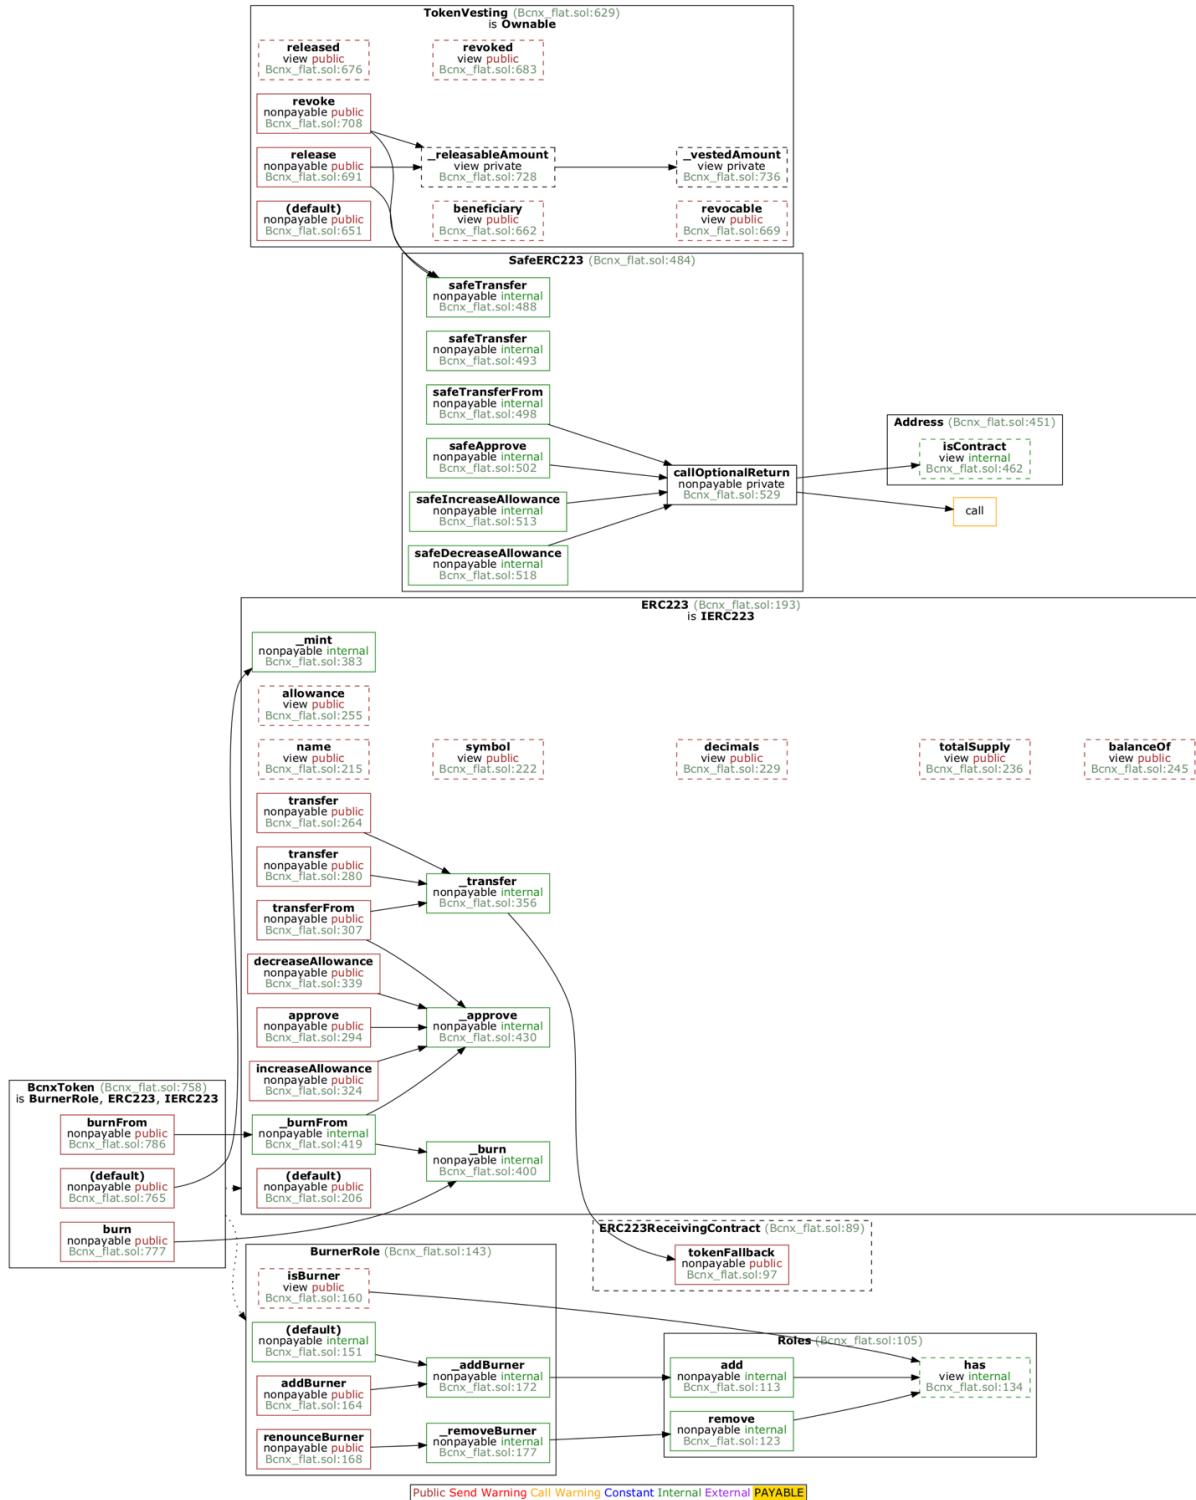 TokenVesting (Bcnx_flat.sol:629)
is Ownable
released
view public
Bcnx_flat.sol:676
revoked
view public
Bcnx_flat.sol:683
revoke
nonpayable public
Bcnx_flat.sol:708
release
nonpayable public
Bcnx_flat.sol:691
_releasableAmount
view private
Bcnx_flat.sol:728
_vestedAmount
view private
Bcnx_flat.sol:736
(default)
nonpayable public
Bcnx_flat.sol:651
beneficiary
view public
Bcnx_flat.sol:662
revocable
view public
Bcnx_flat.sol:669
SafeERC223 (Bcnx_flat.sol:484)
safeTransfer
nonpayable internal
Bcnx_flat.sol:488
safeTransfer
nonpayable internal
Bcnx_flat.sol:493
safeTransferFrom
nonpayable internal
Bcnx_flat.sol:498
safeApprove
nonpayable internal
Bcnx_flat.sol:502
safeIncreaseAllowance
nonpayable internal
Bcnx_flat.sol:513
safeDecreaseAllowance
nonpayable internal
Bcnx_flat.sol:518
callOptionalReturn
nonpayable private
Bcnx_flat.sol:529
Address (Bcnx_flat.sol:451)
isContract
view internal
Bcnx_flat.sol:462
call
ERC223 (Bcnx_flat.sol:193)
is IERC223
_mint
nonpayable internal
Bcnx_flat.sol:383
allowance
view public
Bcnx_flat.sol:255
name
view public
Bcnx_flat.sol:215
symbol
view public
Bcnx_flat.sol:222
decimals
view public
Bcnx_flat.sol:229
totalSupply
view public
Bcnx_flat.sol:236
balanceOf
view public
Bcnx_flat.sol:245
transfer
nonpayable public
Bcnx_flat.sol:264
transfer
nonpayable public
Bcnx_flat.sol:280
_transfer
nonpayable internal
Bcnx_flat.sol:356
transferFrom
nonpayable public
Bcnx_flat.sol:307
decreaseAllowance
nonpayable public
Bcnx_flat.sol:339
approve
nonpayable public
Bcnx_flat.sol:294
_approve
nonpayable internal
Bcnx_flat.sol:430
increaseAllowance
nonpayable public
Bcnx_flat.sol:324
_burnFrom
nonpayable internal
Bcnx_flat.sol:419
_burn
nonpayable internal
Bcnx_flat.sol:400
(default)
nonpayable public
Bcnx_flat.sol:206
BcnxToken (Bcnx_flat.sol:758)
is BurnerRole, ERC223, IERC223
burnFrom
nonpayable public
Bcnx_flat.sol:786
(default)
nonpayable public
Bcnx_flat.sol:765
burn
nonpayable public
Bcnx_flat.sol:777
ERC223ReceivingContract (Bcnx_flat.sol:89)
tokenFallback
nonpayable public
Bcnx_flat.sol:97
BurnerRole (Bcnx_flat.sol:143)
isBurner
view public
Bcnx_flat.sol:160
(default)
nonpayable internal
Bcnx_flat.sol:151
addBurner
nonpayable public
Bcnx_flat.sol:164
_addBurner
nonpayable internal
Bcnx_flat.sol:172
renounceBurner
nonpayable public
Bcnx_flat.sol:168
_removeBurner
nonpayable internal
Bcnx_flat.sol:177
Roles (Bcnx_flat.sol:105)
add
nonpayable internal
Bcnx_flat.sol:113
has
view internal
Bcnx_flat.sol:134
remove
nonpayable internal
Bcnx_flat.sol:123
Public Send Warning Call Warning Constant Internal External PAYABLE